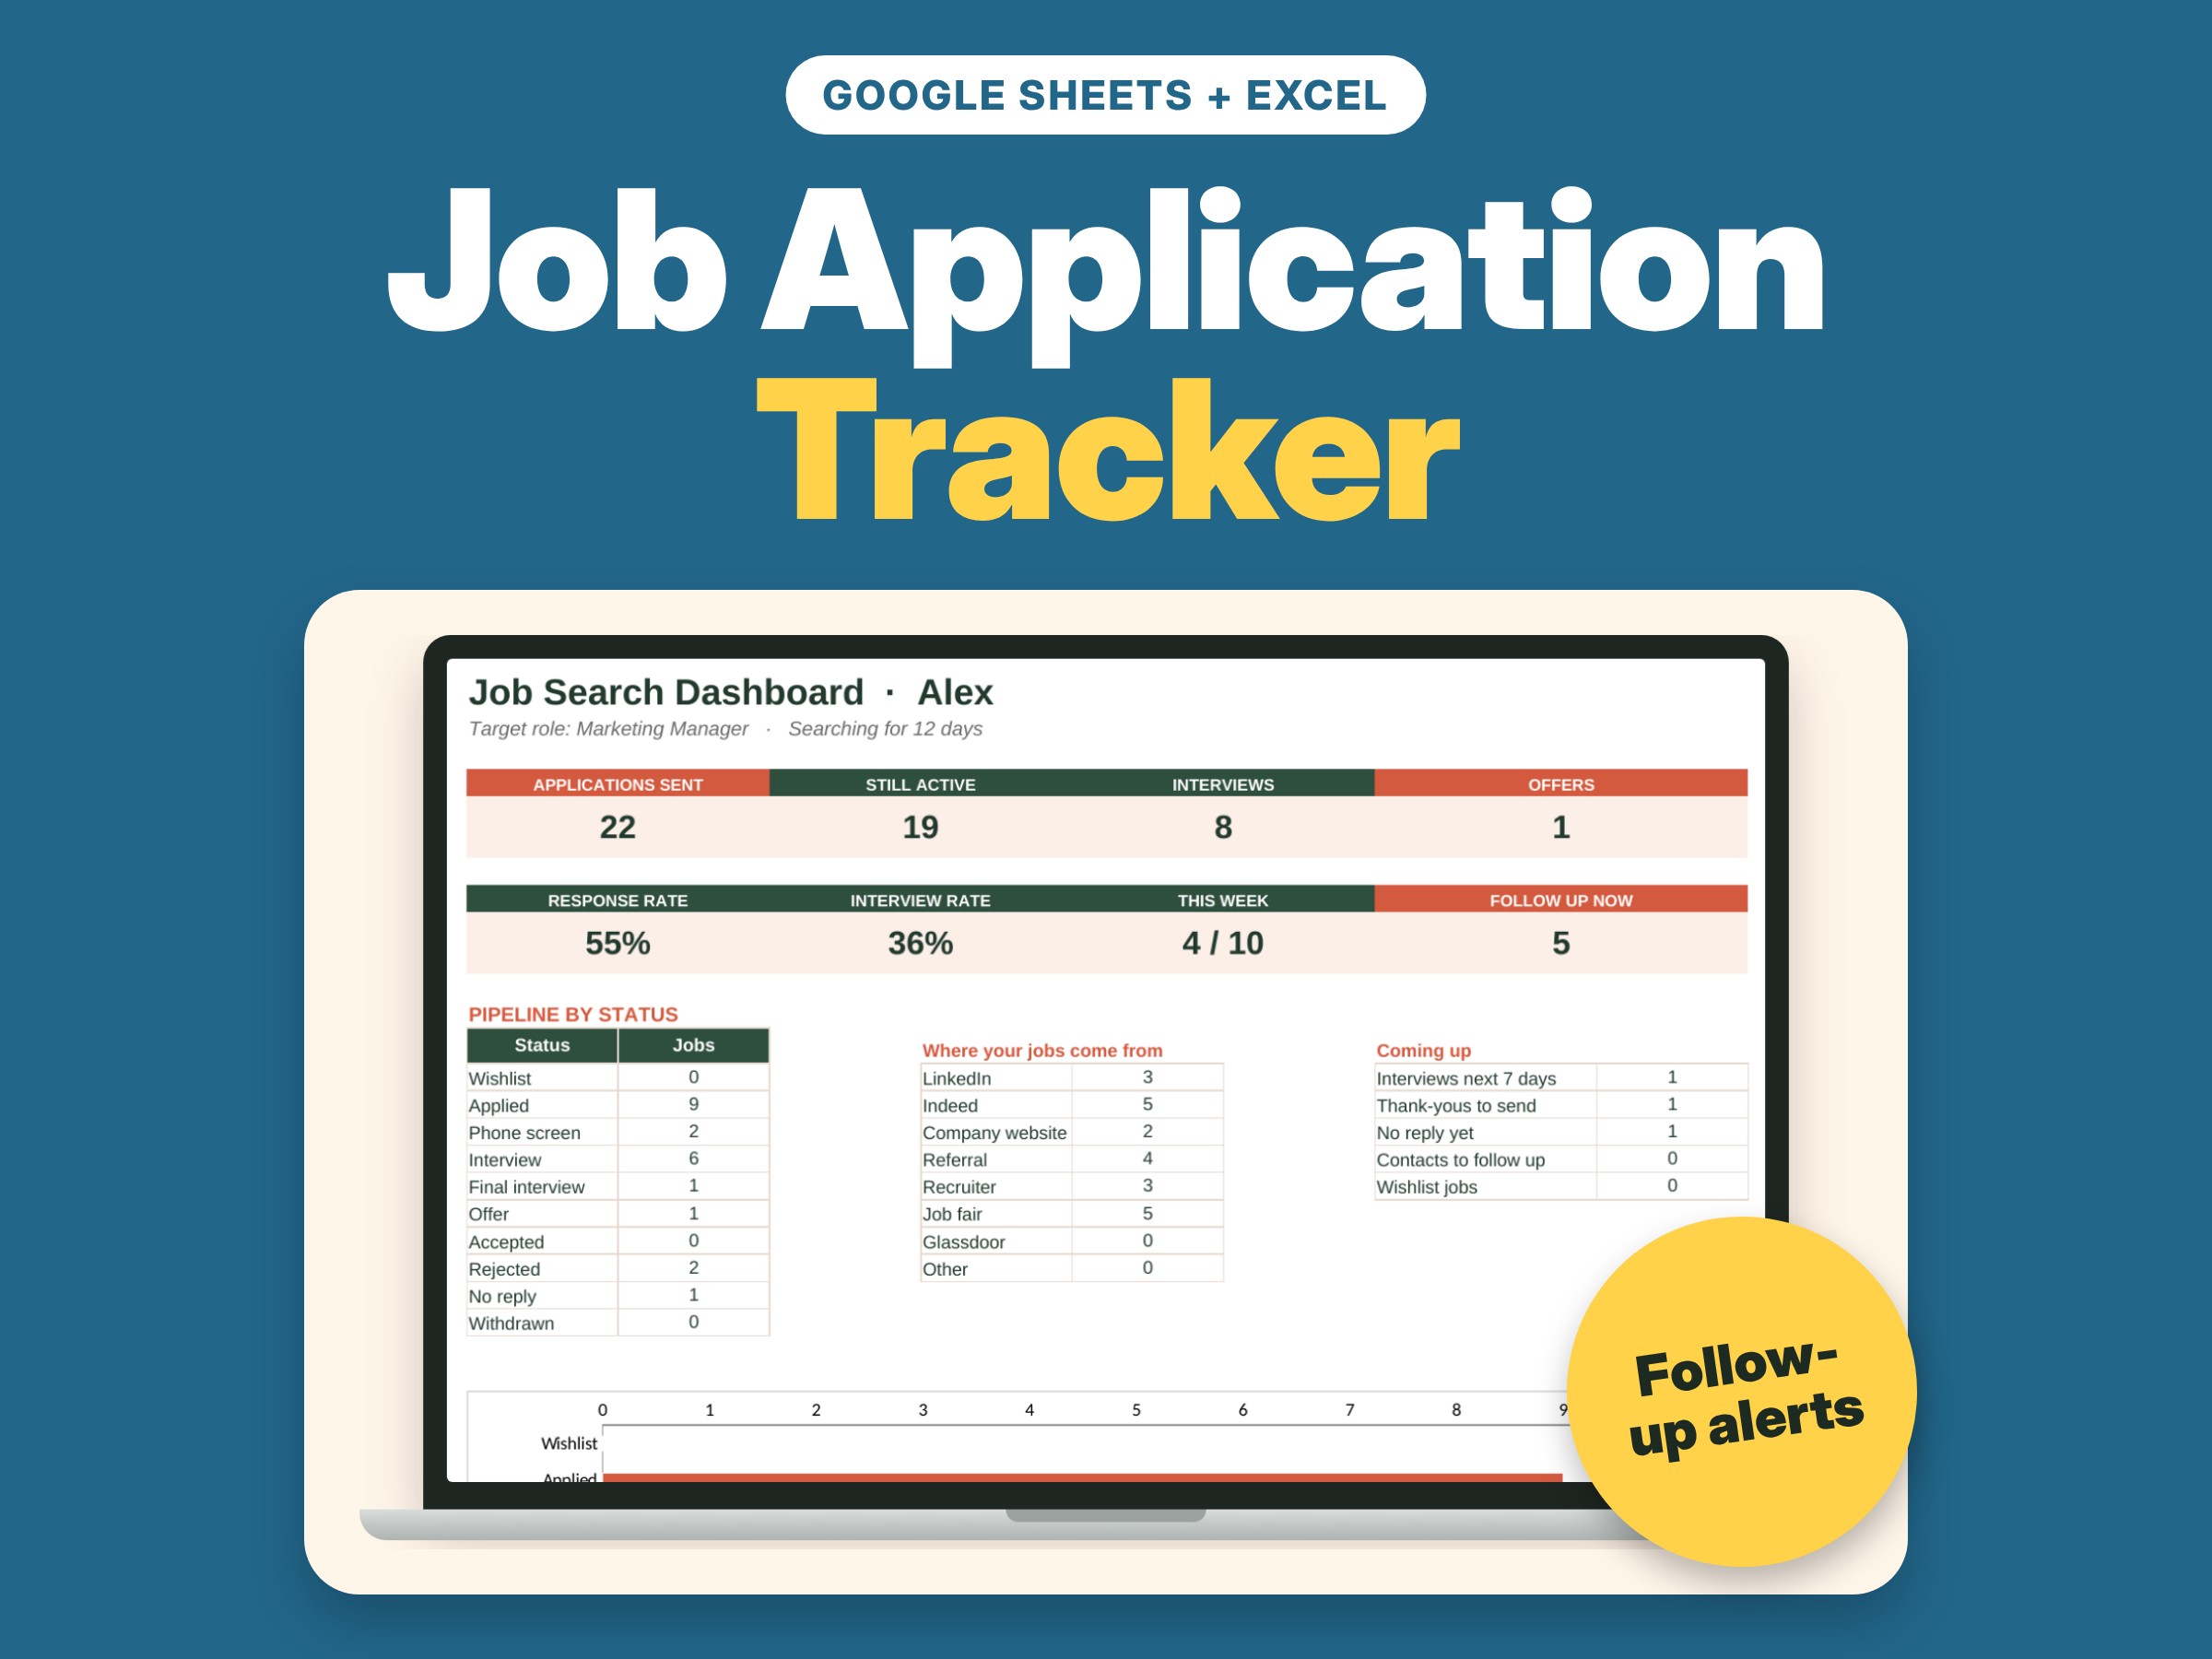 GOOGLE SHEETS + EXCEL
Job Application
Tracker
Job Search Dashboard · Alex
Target role: Marketing Manager · Searching for 12 days
APPLICATIONS SENT STILL ACTIVE INTERVIEWS OFFERS
22 19 8 1
RESPONSE RATE INTERVIEW RATE THIS WEEK FOLLOW UP NOW
55% 36% 4 / 10 5
PIPELINE BY STATUS
Status Jobs
Wishlist 0
Applied 9
Phone screen 2
Interview 6
Final interview 1
Offer 1
Accepted 0
Rejected 2
No reply 1
Withdrawn 0
Where your jobs come from
LinkedIn 3
Indeed 5
Company website 2
Referral 4
Recruiter 3
Job fair 5
Glassdoor 0
Other 0
Coming up
Interviews next 7 days 1
Thank-yous to send 1
No reply yet 1
Contacts to follow up 0
Wishlist jobs 0
0 1 2 3 4 5 6 7 8 9
Wishlist
Applied
Follow-
up alerts